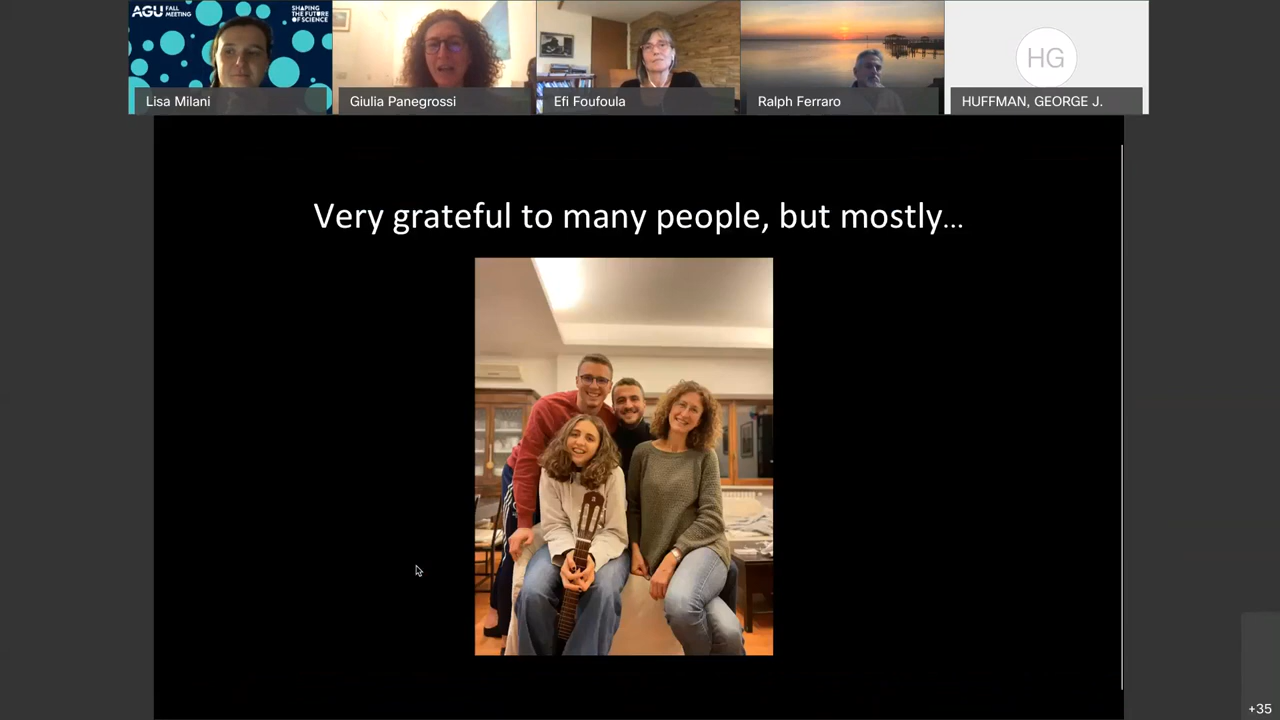 AGU FALL MEETING
SHAPING THE FUTURE OF SCIENCE
Lisa Milani
Giulia Panegrossi
Efi Foufoula
Ralph Ferraro
HG
HUFFMAN, GEORGE J.
Very grateful to many people, but mostly...
+35